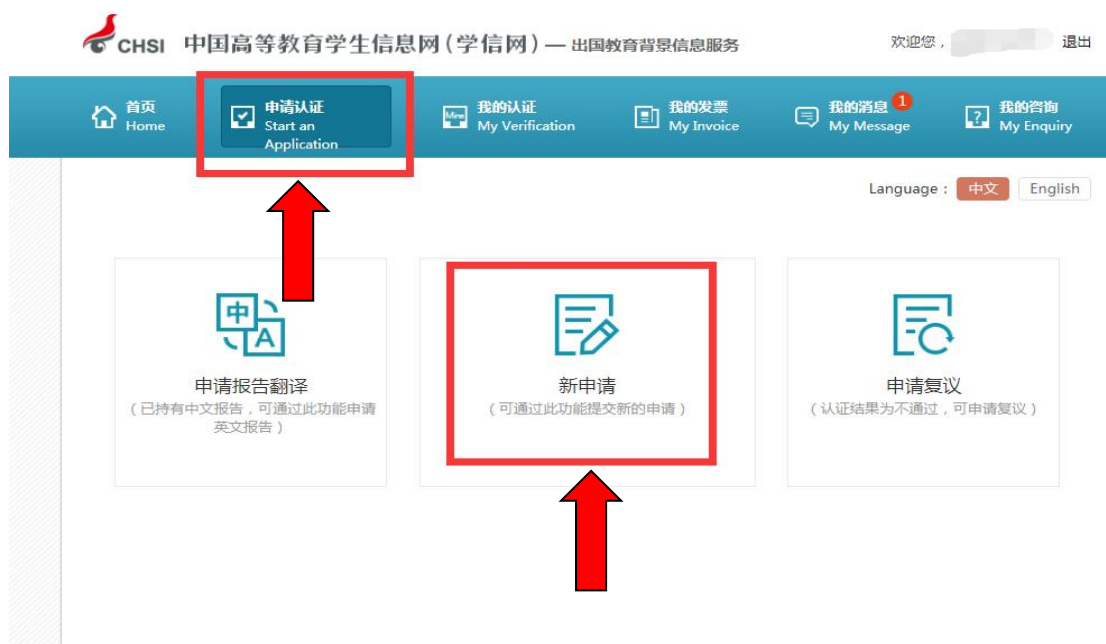 CHSI 中国高等教育学生信息网(学信网) — 出国教育背景信息服务
欢迎您, 退出
首页
Home
申请认证
Start an
Application
Mine
我的认证
My Verification
我的发票
My Invoice
我的消息 1
My Message
?
我的咨询
My Enquiry
Language : 中文 English
中
A
申请报告翻译
(已持有中文报告,可通过此功能申请
英文报告)
新申请
(可通过此功能提交新的申请)
申请复议
(认证结果为不通过,可申请复议)